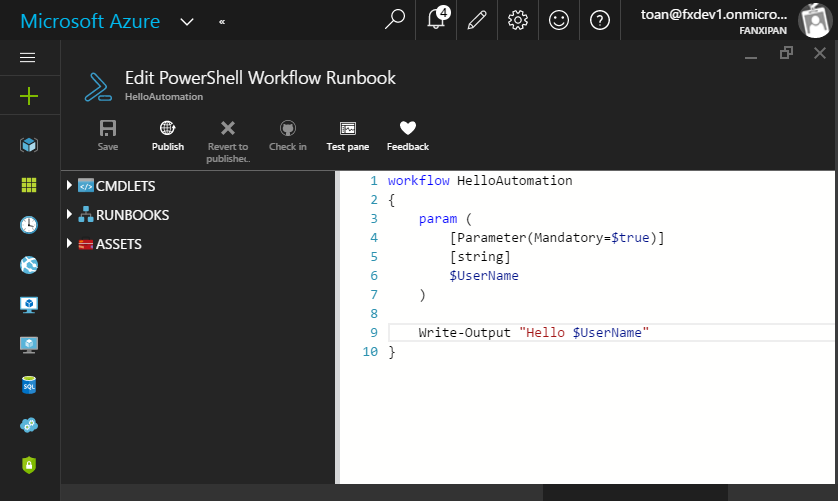 Microsoft Azure
«
4
?
toan@fxdev1.onmicro...
FANXIPAN
Edit PowerShell Workflow Runbook
HelloAutomation
Save
Publish
Revert to
publishe...
Check in
Test pane
Feedback
CMDLETS
RUNBOOKS
ASSETS
SQL
1 workflow HelloAutomation
2 {
3     param (
4         [Parameter(Mandatory=$true)]
5         [string]
6         $UserName
7     )
8
9     Write-Output "Hello $UserName"
10 }